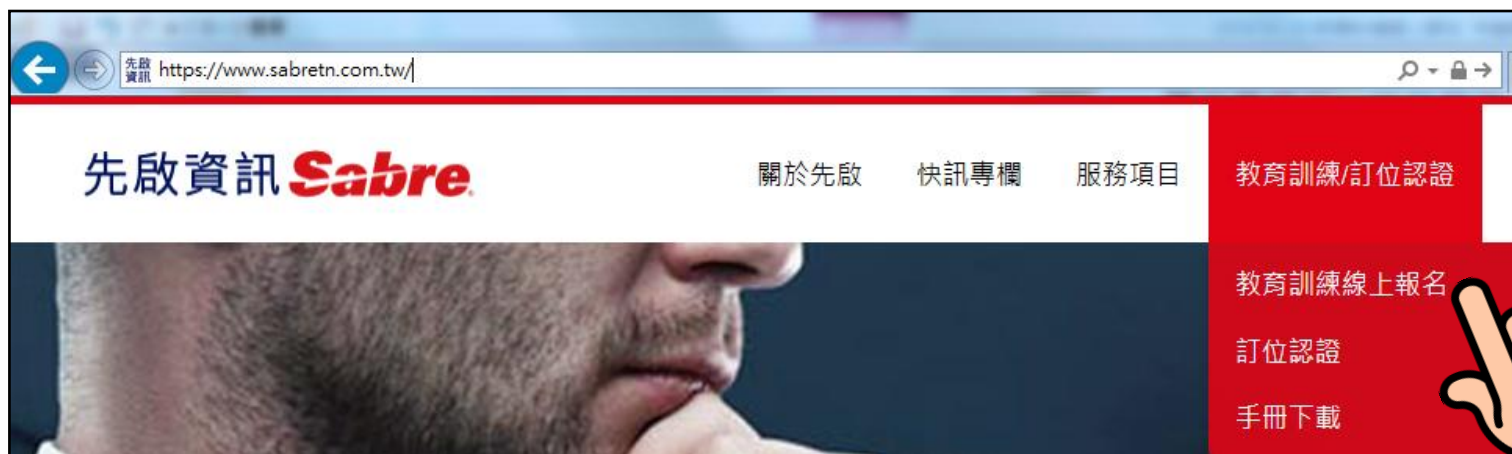 先啟資訊 https://www.sabretn.com.tw/
先啟資訊 Sabre
關於先啟 快訊專欄 服務項目 教育訓練/訂位認證
教育訓練線上報名
訂位認證
手冊下載